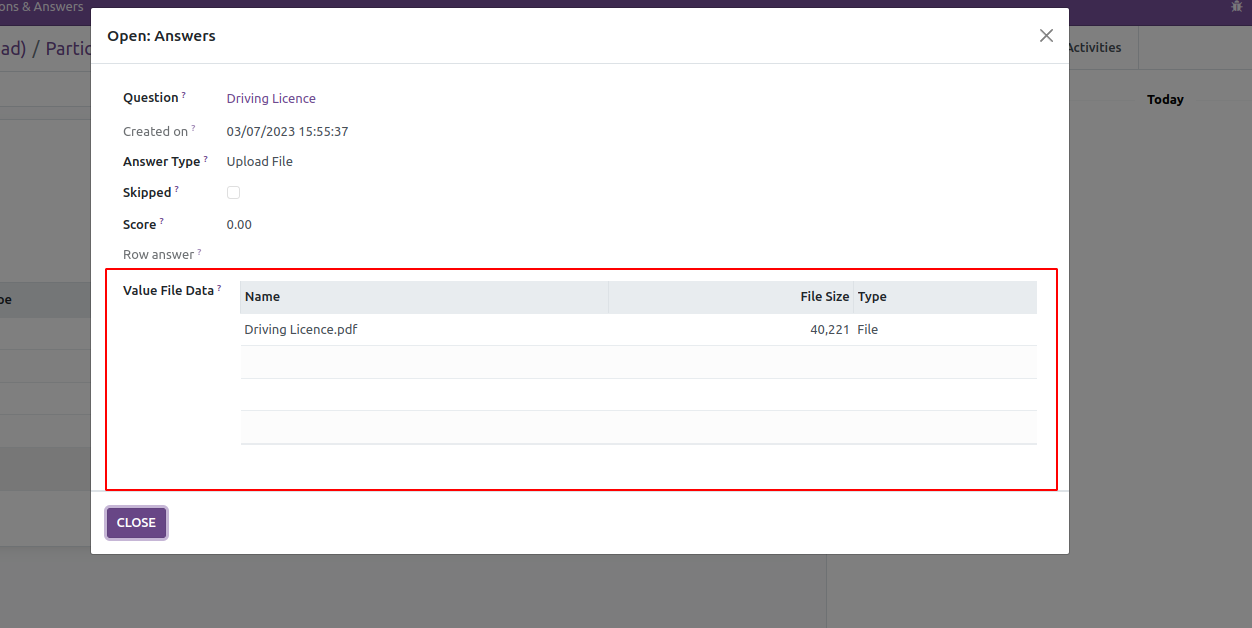 ons & Answers
Open: Answers
ad) / Partic
Activities
Question ? Driving Licence
Today
Created on ? 03/07/2023 15:55:37
Answer Type ? Upload File
Skipped ?
Score ? 0.00
Row answer ?
Value File Data ?
Name File Size Type
pe
Driving Licence.pdf 40,221 File
CLOSE